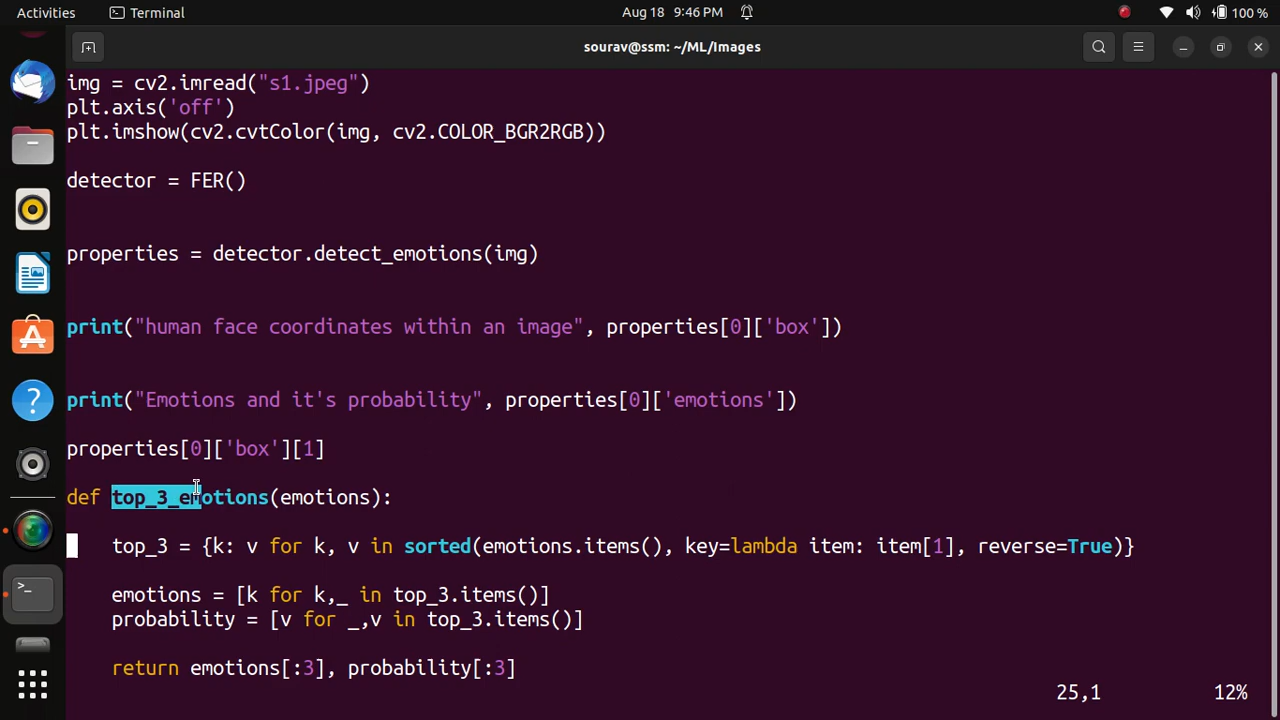 Activities Terminal Aug 18 9:46 PM 100 %
sourav@ssm: ~/ML/Images
img = cv2.imread("s1.jpeg")
plt.axis('off')
plt.imshow(cv2.cvtColor(img, cv2.COLOR_BGR2RGB))
detector = FER()
properties = detector.detect_emotions(img)
print("human face coordinates within an image", properties[0]['box'])
print("Emotions and it's probability", properties[0]['emotions'])
properties[0]['box'][1]
def top_3_emotions(emotions):
top_3 = {k: v for k, v in sorted(emotions.items(), key=lambda item: item[1], reverse=True)}
emotions = [k for k,_ in top_3.items()]
probability = [v for _,v in top_3.items()]
return emotions[:3], probability[:3]
25,1 12%